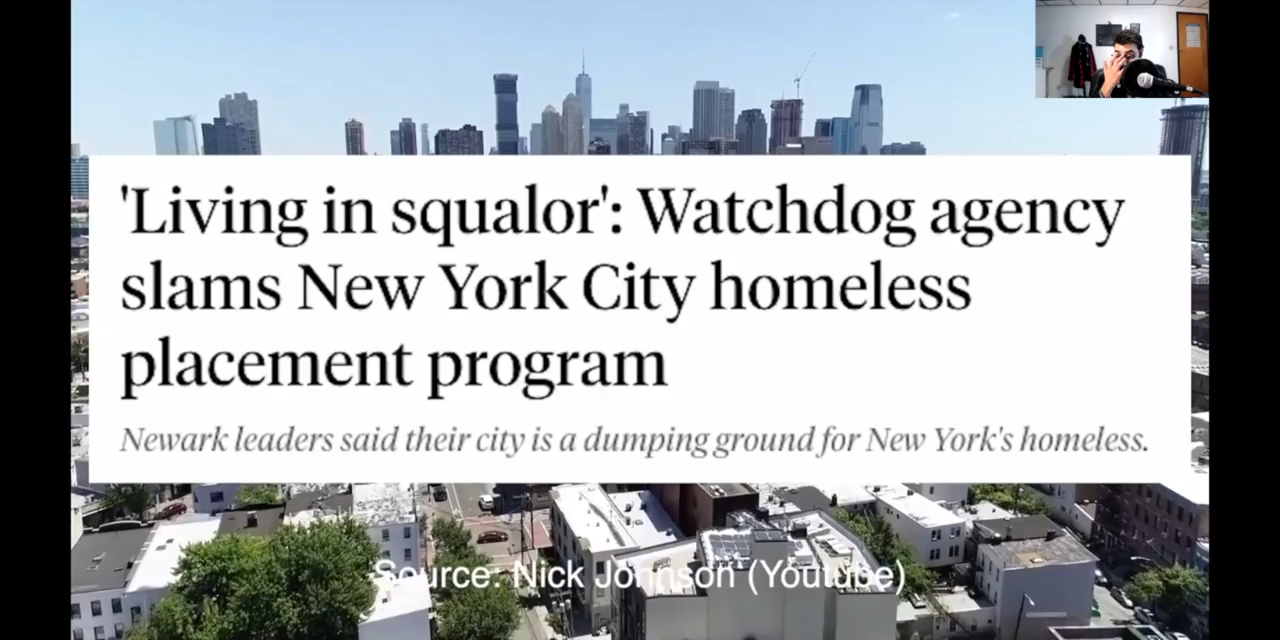 'Living in squalor': Watchdog agency
slams New York City homeless
placement program
Newark leaders said their city is a dumping ground for New York's homeless.
Source: Nick Johnson (Youtube)